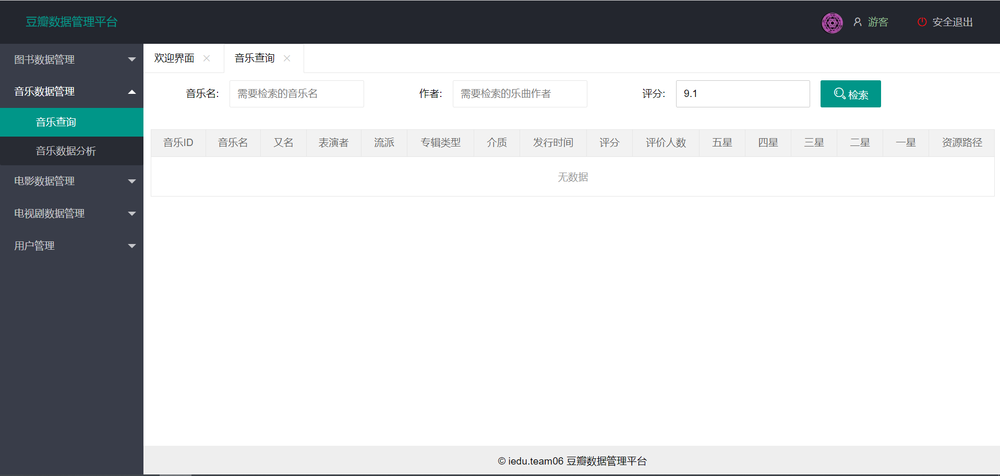 豆瓣数据管理平台
游客
安全退出
图书数据管理
音乐数据管理
音乐查询
音乐数据分析
电影数据管理
电视剧数据管理
用户管理
欢迎界面
音乐查询
音乐名: 需要检索的音乐名 作者: 需要检索的乐曲作者 评分: 9.1 检索
音乐ID 音乐名 又名 表演者 流派 专辑类型 介质 发行时间 评分 评价人数 五星 四星 三星 二星 一星 资源路径
无数据
© iedu.team06 豆瓣数据管理平台